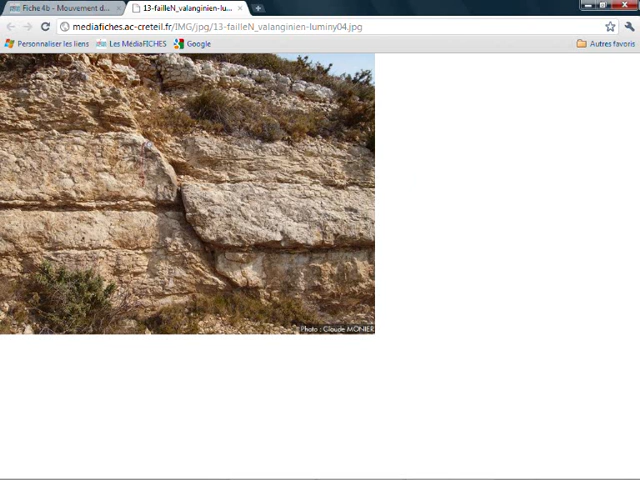 Fiche 4b - Mouvement d...
13-failleN_valanginien-lu...
mediafiches.ac-creteil.fr/IMG/jpg/13-failleN_valanginien-luminy04.jpg
Personnaliser les liens
Les MédiaFICHES
Google
Autres favoris
Photo : Claude MONIER